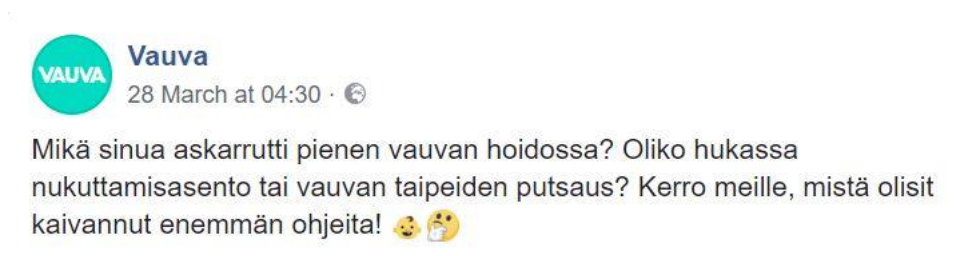 VAUVA
Vauva
28 March at 04:30 ·
Mikä sinua askarrutti pienen vauvan hoidossa? Oliko hukassa
nukuttamisasento tai vauvan taipeiden putsaus? Kerro meille, mistä olisit
kaivannut enemmän ohjeita! 👶🤔